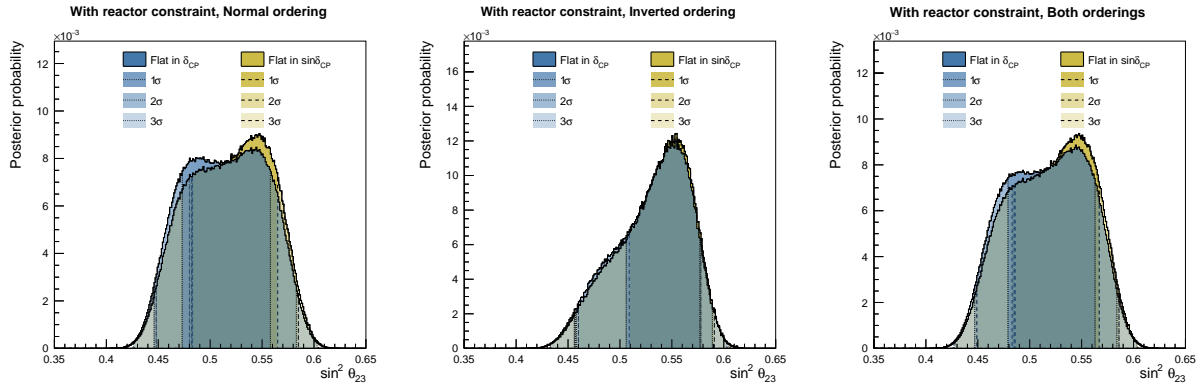 With reactor constraint, Normal ordering
×10⁻³
Posterior probability
12
10
8
6
4
2
0
Flat in δCP
1σ
2σ
3σ
Flat in sinδCP
1σ
2σ
3σ
0.35 0.4 0.45 0.5 0.55 0.6 0.65
sin² θ₂₃
With reactor constraint, Inverted ordering
×10⁻³
Posterior probability
16
14
12
10
8
6
4
2
0
Flat in δCP
1σ
2σ
3σ
Flat in sinδCP
1σ
2σ
3σ
0.35 0.4 0.45 0.5 0.55 0.6 0.65
sin² θ₂₃
With reactor constraint, Both orderings
×10⁻³
Posterior probability
12
10
8
6
4
2
0
Flat in δCP
1σ
2σ
3σ
Flat in sinδCP
1σ
2σ
3σ
0.35 0.4 0.45 0.5 0.55 0.6 0.65
sin² θ₂₃